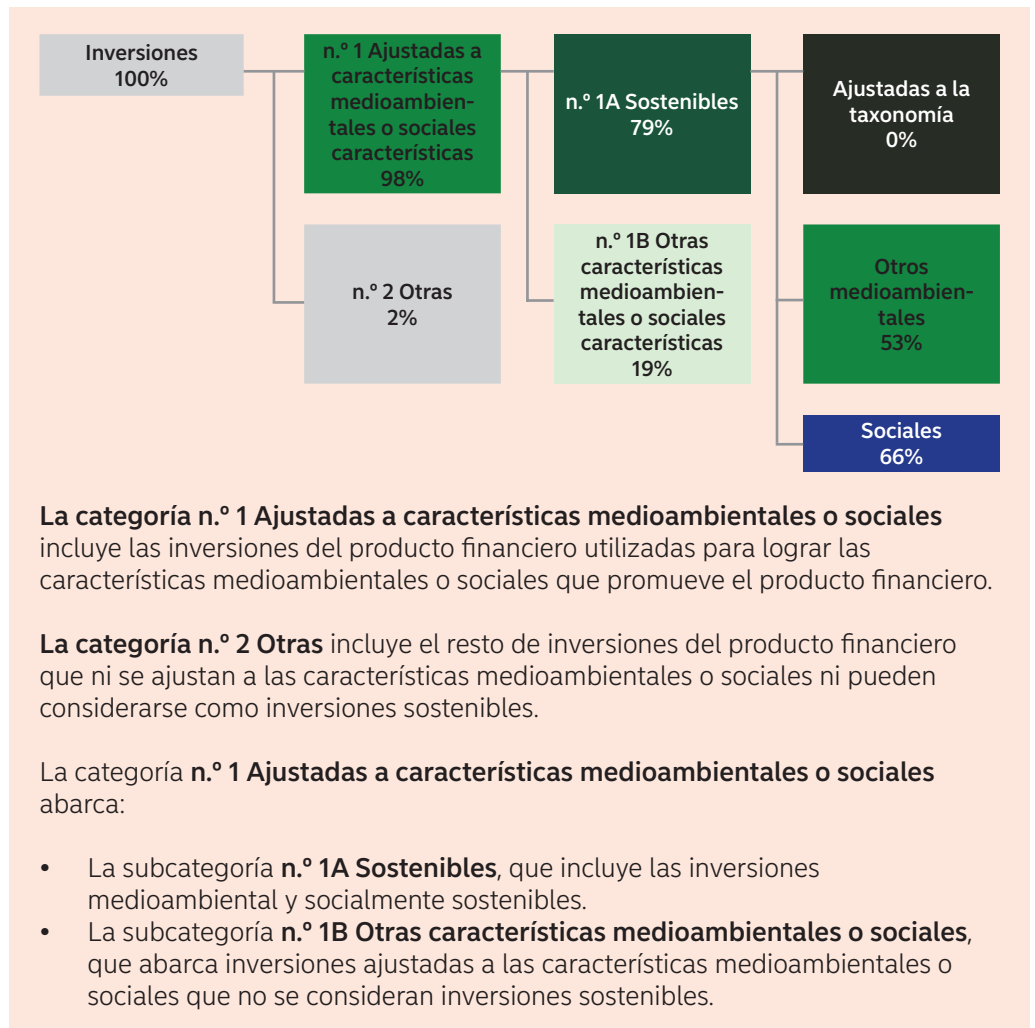 Inversiones
100%
n.º 1 Ajustadas a
características
medioambien-
tales o sociales
características
98%
n.º 1A Sostenibles
79%
Ajustadas a la
taxonomía
0%
n.º 2 Otras
2%
n.º 1B Otras
características
medioambien-
tales o sociales
características
19%
Otros
medioambien-
tales
53%
Sociales
66%
La categoría n.º 1 Ajustadas a características medioambientales o sociales
incluye las inversiones del producto financiero utilizadas para lograr las
características medioambientales o sociales que promueve el producto financiero.
La categoría n.º 2 Otras incluye el resto de inversiones del producto financiero
que ni se ajustan a las características medioambientales o sociales ni pueden
considerarse como inversiones sostenibles.
La categoría n.º 1 Ajustadas a características medioambientales o sociales
abarca:
• La subcategoría n.º 1A Sostenibles, que incluye las inversiones
medioambiental y socialmente sostenibles.
• La subcategoría n.º 1B Otras características medioambientales o sociales,
que abarca inversiones ajustadas a las características medioambientales o
sociales que no se consideran inversiones sostenibles.